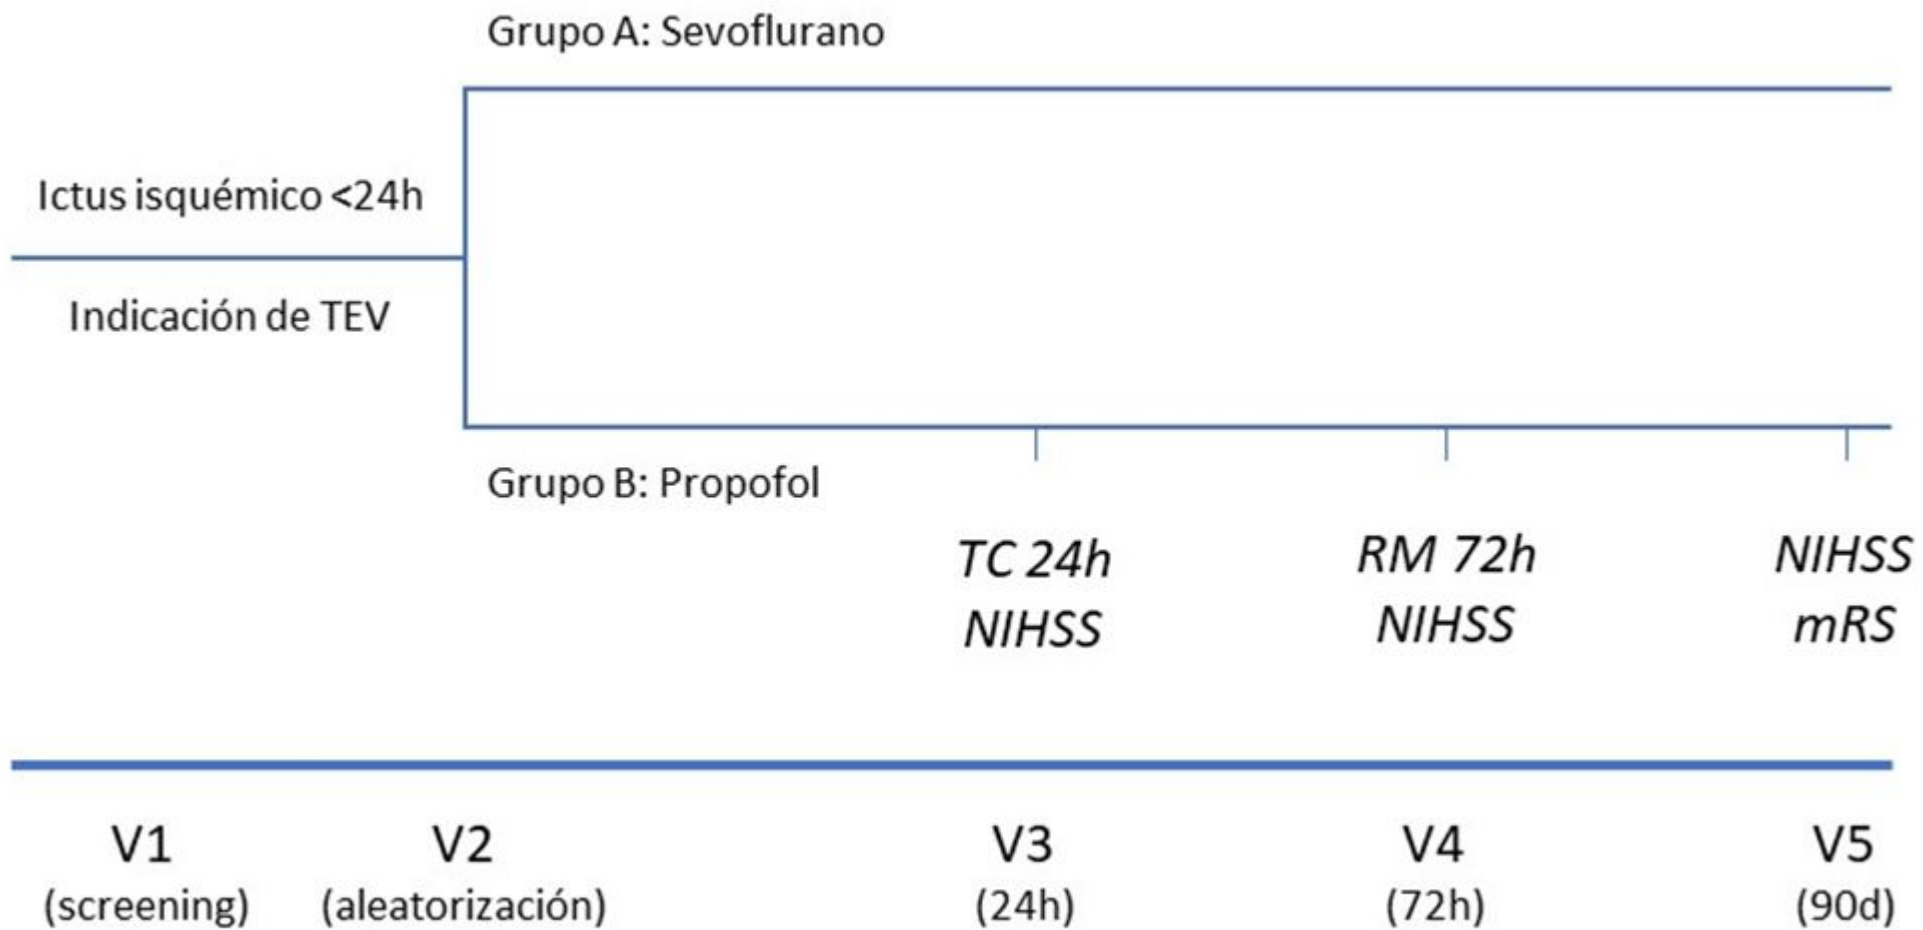 Grupo A: Sevoflurano
Ictus isquémico <24h
Indicación de TEV
Grupo B: Propofol
TC 24h
NIHSS
RM 72h
NIHSS
NIHSS
mRS
V1
(screening)
V2
(aleatorización)
V3
(24h)
V4
(72h)
V5
(90d)